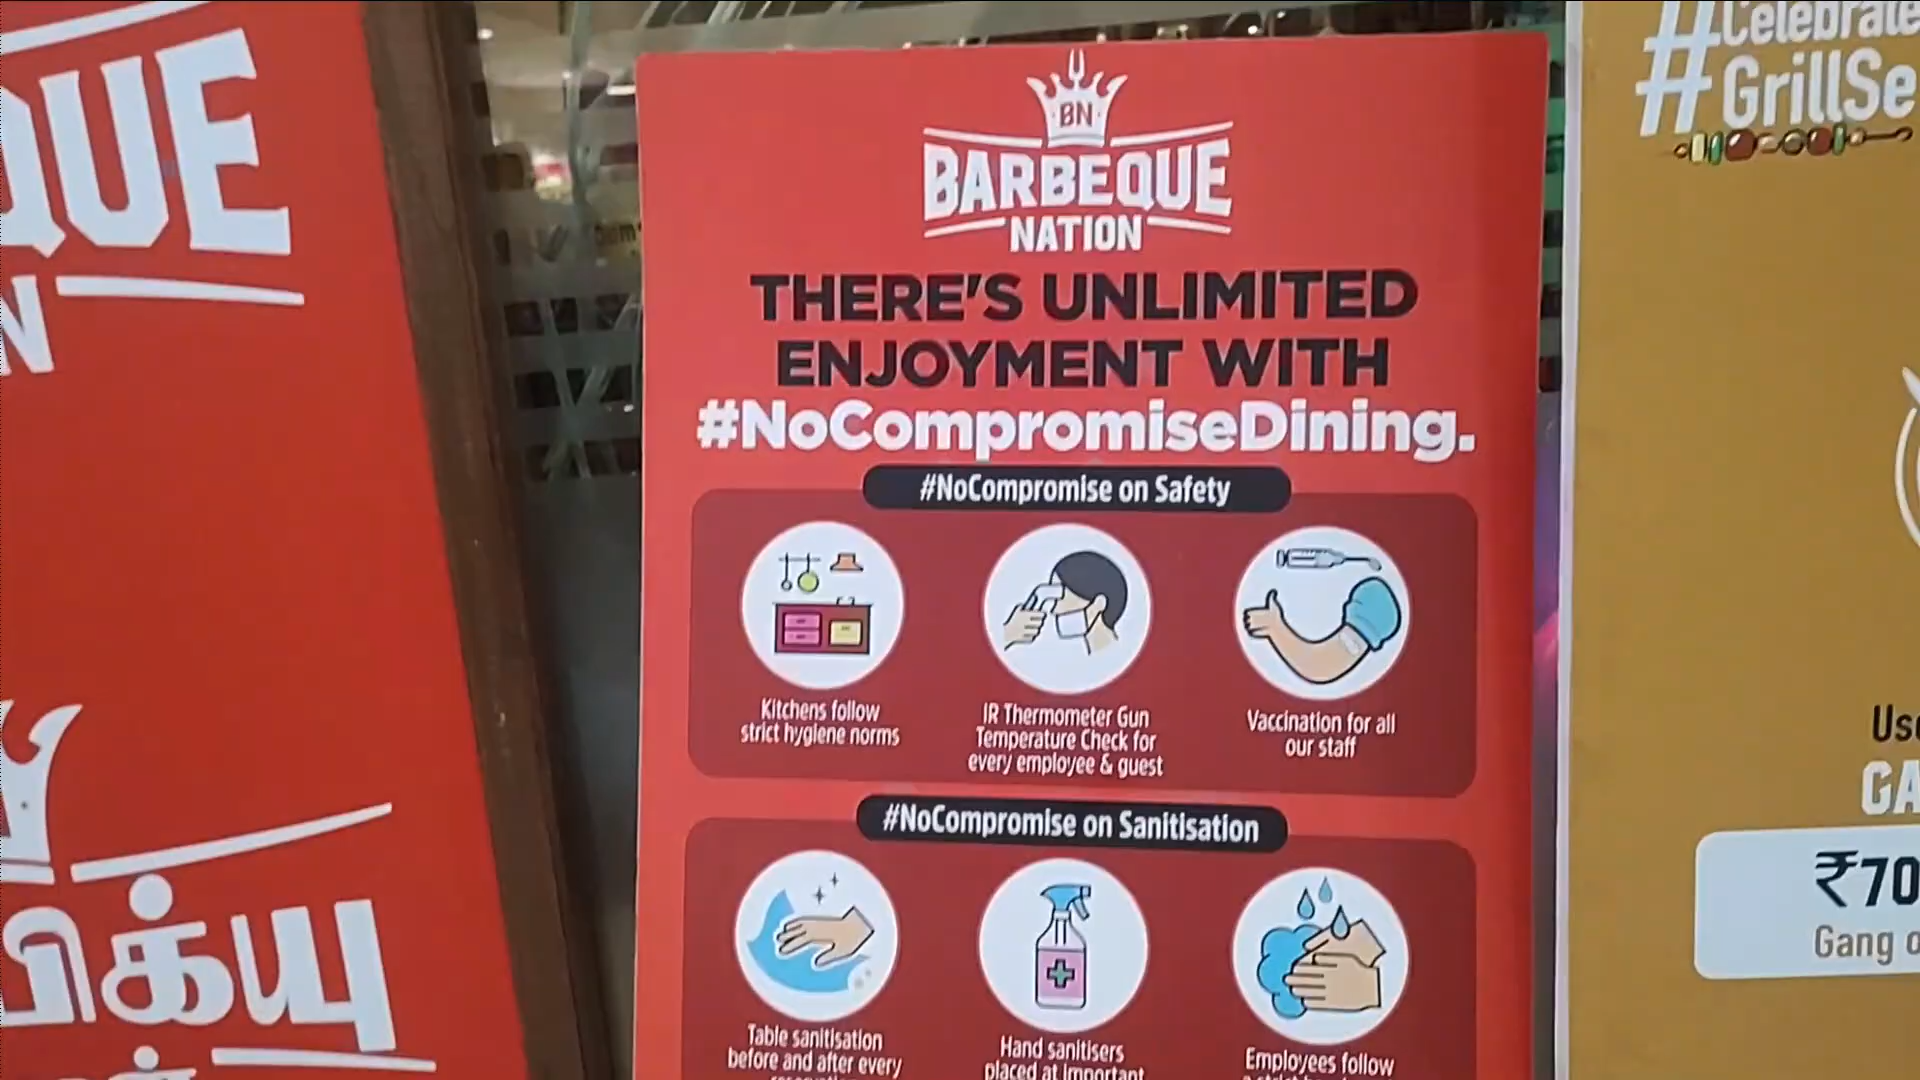 QUE
N
பிக்யு
BN
BARBEQUE
NATION
THERE'S UNLIMITED
ENJOYMENT WITH
#NoCompromiseDining.
#NoCompromise on Safety
Kitchens follow
strict hygiene norms
IR Thermometer Gun
Temperature Check for
every employee & guest
Vaccination for all
our staff
#NoCompromise on Sanitisation
Table sanitisation
before and after every
Hand sanitisers
placed at important
Employees follow
#Celebrate
GrillSe
Use
GA
₹70
Gang o